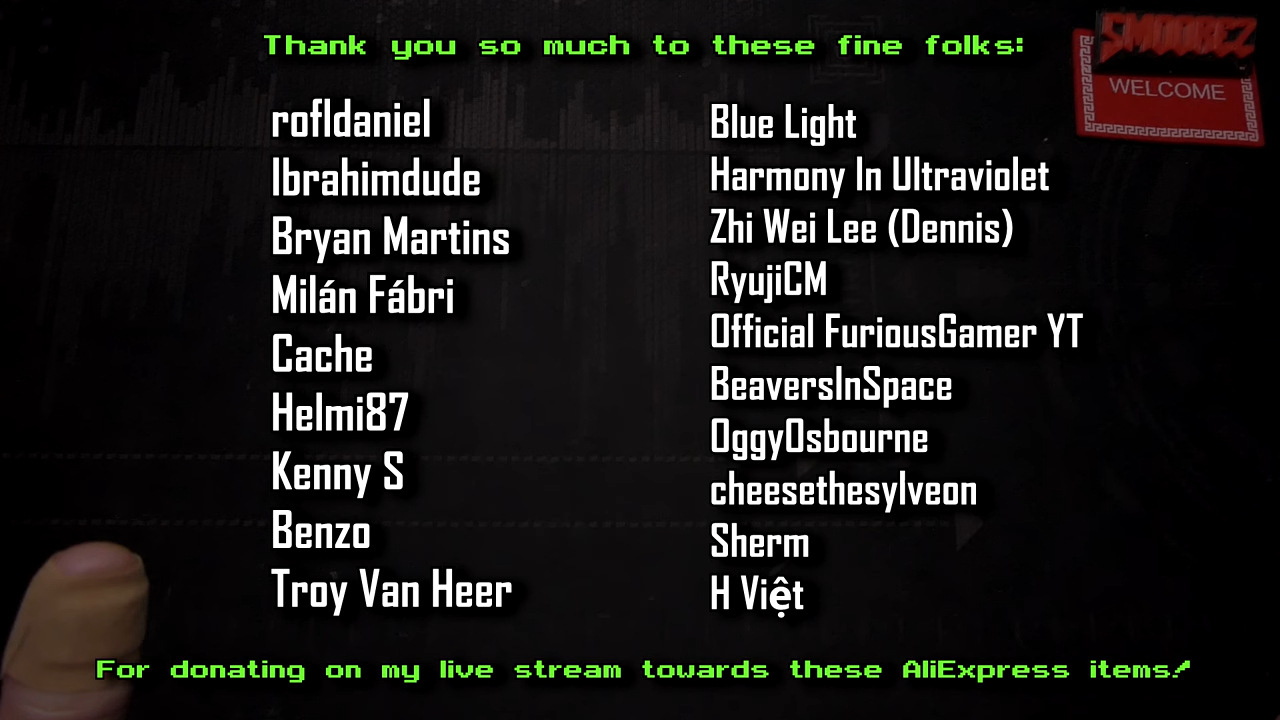 Thank you so much to these fine folks:
SMOOREZ
WELCOME
rofldaniel
Ibrahimdude
Bryan Martins
Milán Fábri
Cache
Helmi87
Kenny S
Benzo
Troy Van Heer
Blue Light
Harmony In Ultraviolet
Zhi Wei Lee (Dennis)
RyujiCM
Official FuriousGamer YT
BeaversInSpace
OggyOsbourne
cheesethesylveon
Sherm
H Việt
For donating on my live stream towards these AliExpress items!